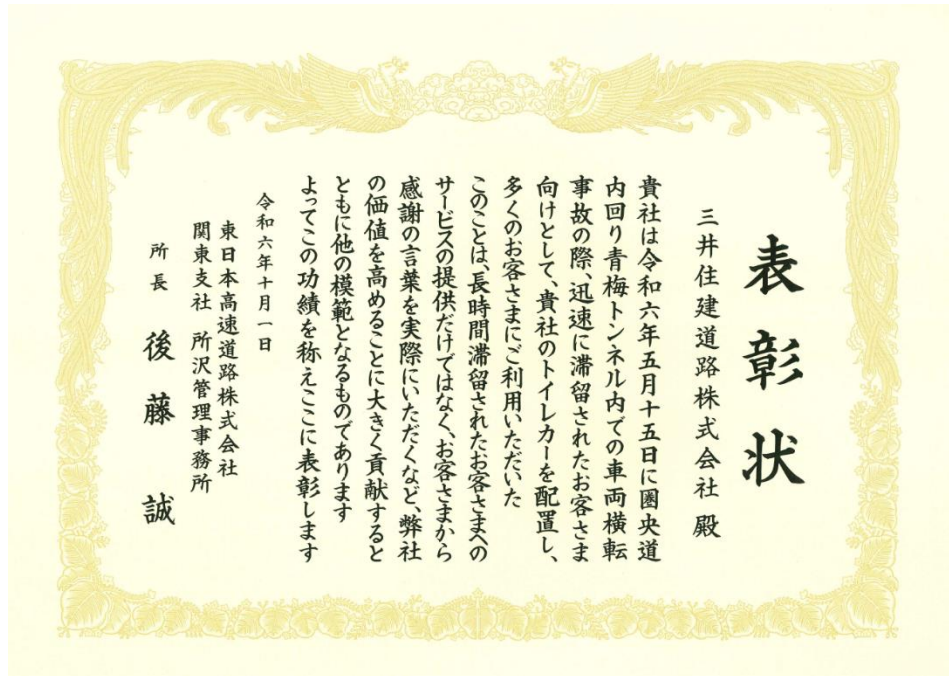 表彰状
三井住建道路株式会社 殿
貴社は令和六年五月十五日に圏央道
内回り青梅トンネル内での車両横転
事故の際、迅速に滞留されたお客さま
向けとして、貴社のトイレカーを配置し、
多くのお客さまにご利用いただいた
このことは、長時間滞留されたお客さまへの
サービスの提供だけではなく、お客さまから
感謝の言葉を実際にいただくなど、弊社
の価値を高めることに大きく貢献すると
ともに他の模範となるものであります
よってこの功績を称えここに表彰します
令和六年十月一日
東日本高速道路株式会社
関東支社 所沢管理事務所
所長 後藤 誠